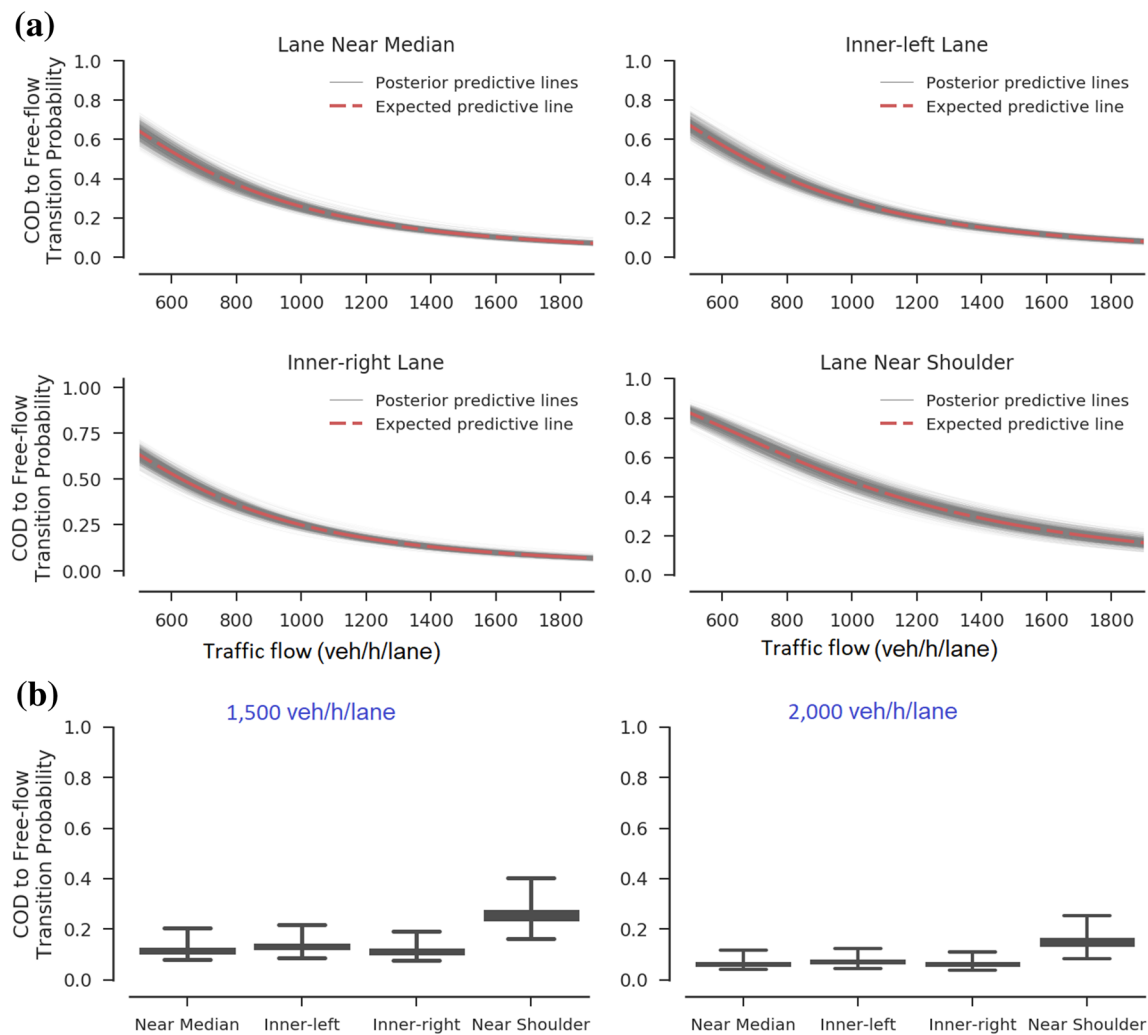 (a)
Lane Near Median
COD to Free-flow
Transition Probability
1.0
0.8
0.6
0.4
0.2
0.0
Posterior predictive lines
Expected predictive line
600 800 1000 1200 1400 1600 1800
Inner-left Lane
1.0
0.8
0.6
0.4
0.2
0.0
Posterior predictive lines
Expected predictive line
600 800 1000 1200 1400 1600 1800
Inner-right Lane
COD to Free-flow
Transition Probability
1.00
0.75
0.50
0.25
0.00
Posterior predictive lines
Expected predictive line
600 800 1000 1200 1400 1600 1800
Traffic flow (veh/h/lane)
Lane Near Shoulder
1.0
0.8
0.6
0.4
0.2
0.0
Posterior predictive lines
Expected predictive line
600 800 1000 1200 1400 1600 1800
Traffic flow (veh/h/lane)
(b)
1,500 veh/h/lane
COD to Free-flow
Transition Probability
1.0
0.8
0.6
0.4
0.2
0.0
Near Median Inner-left Inner-right Near Shoulder
2,000 veh/h/lane
1.0
0.8
0.6
0.4
0.2
0.0
Near Median Inner-left Inner-right Near Shoulder